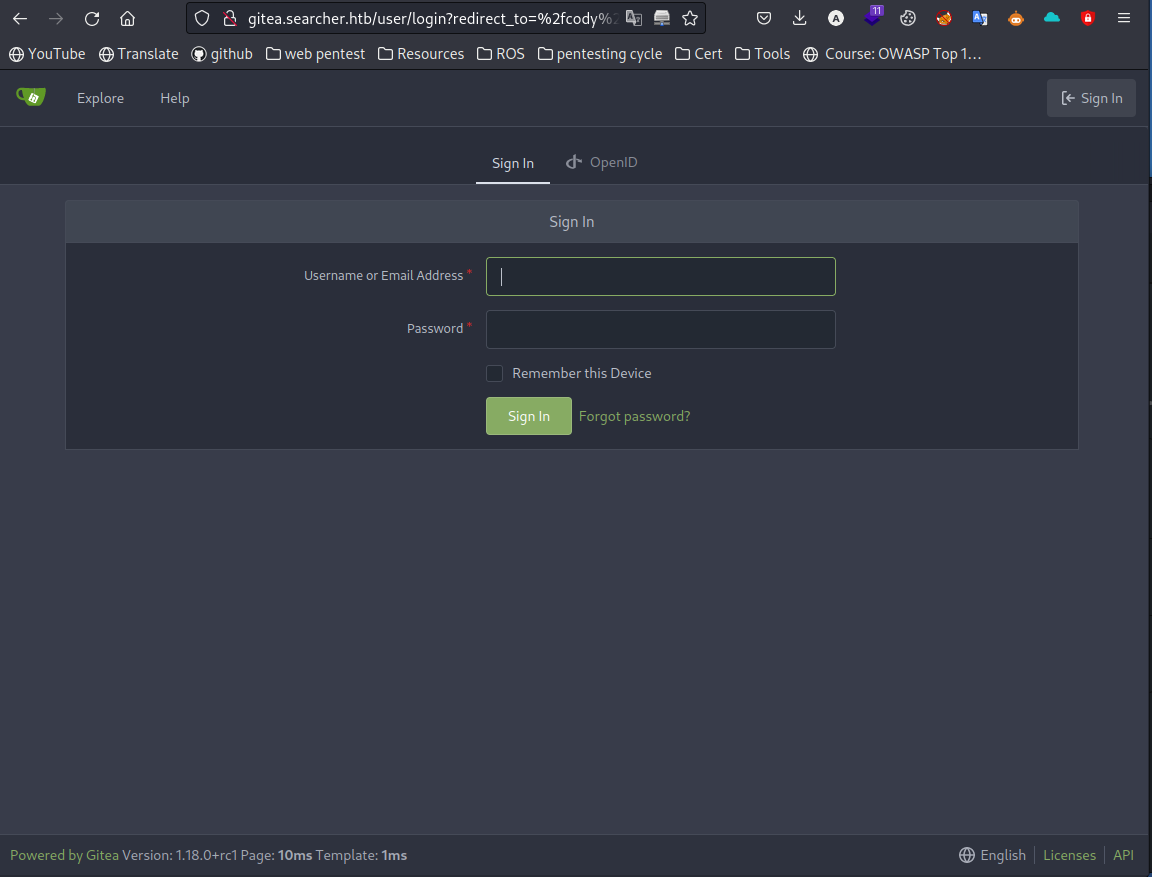 gitea.searcher.htb/user/login?redirect_to=%2fcody%2
A
11
YouTube Translate github web pentest Resources ROS pentesting cycle Cert Tools Course: OWASP Top 1…
Explore Help Sign In
Sign In OpenID
Sign In
Username or Email Address *
Password *
Remember this Device
Sign In Forgot password?
Powered by Gitea Version: 1.18.0+rc1 Page: 10ms Template: 1ms English Licenses API